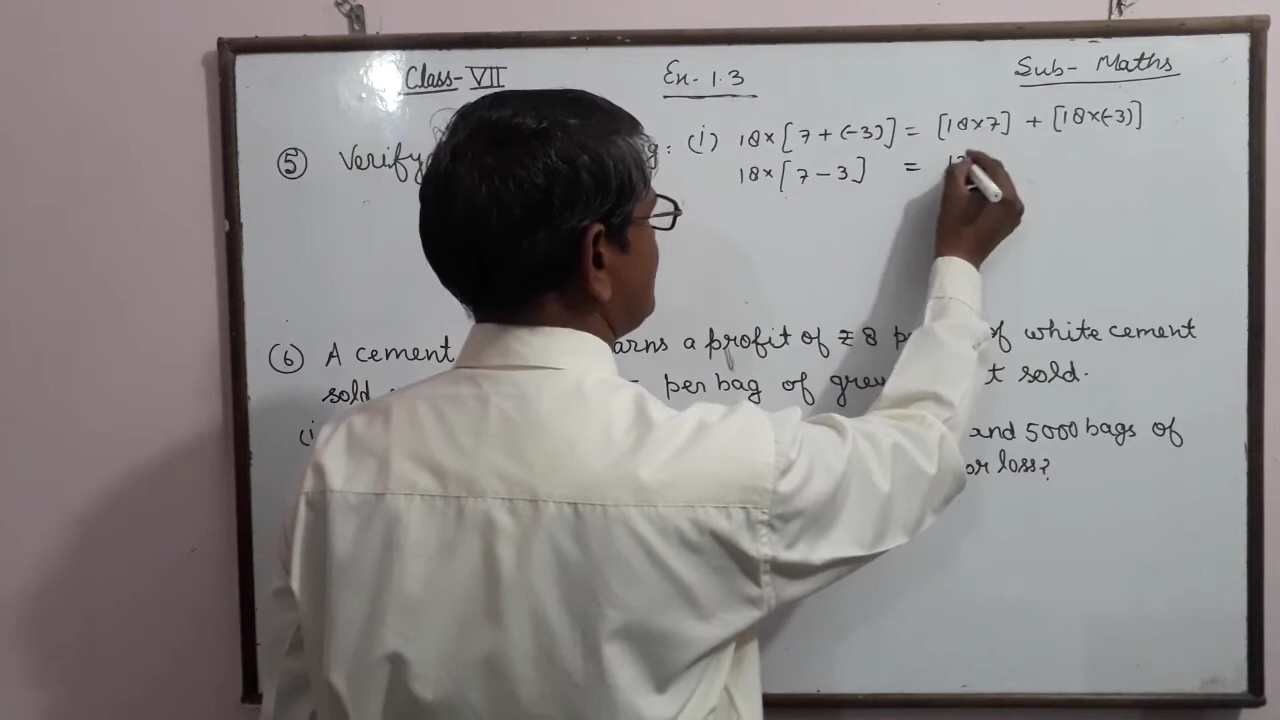 Class-VII Ex-1.3 Sub- Maths
⑤ Verify (i) 18×[7+(-3)] = [18×7] + [18×(-3)]
18×[7-3] =
⑥ A cement arns a profit of ₹8 of white cement
sold per bag of grey t sold.
and 5000 bags of
or loss?